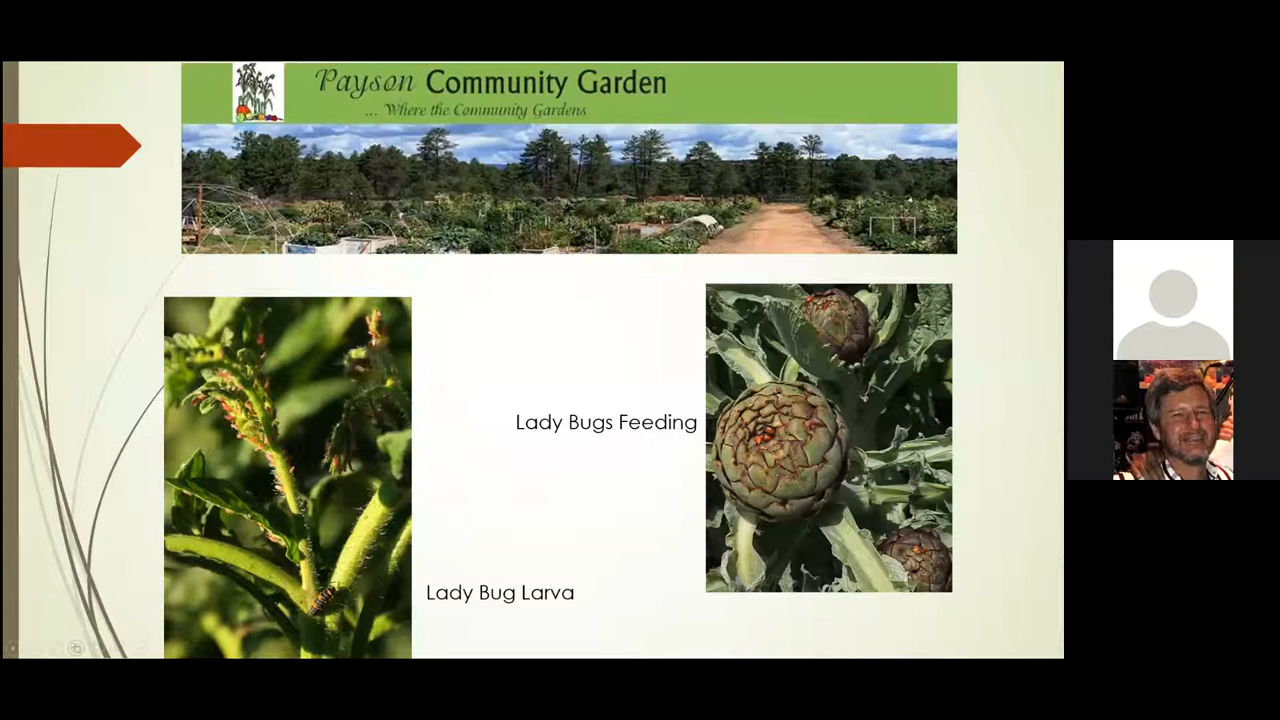 Payson Community Garden
... Where the Community Gardens
Lady Bugs Feeding
Lady Bug Larva